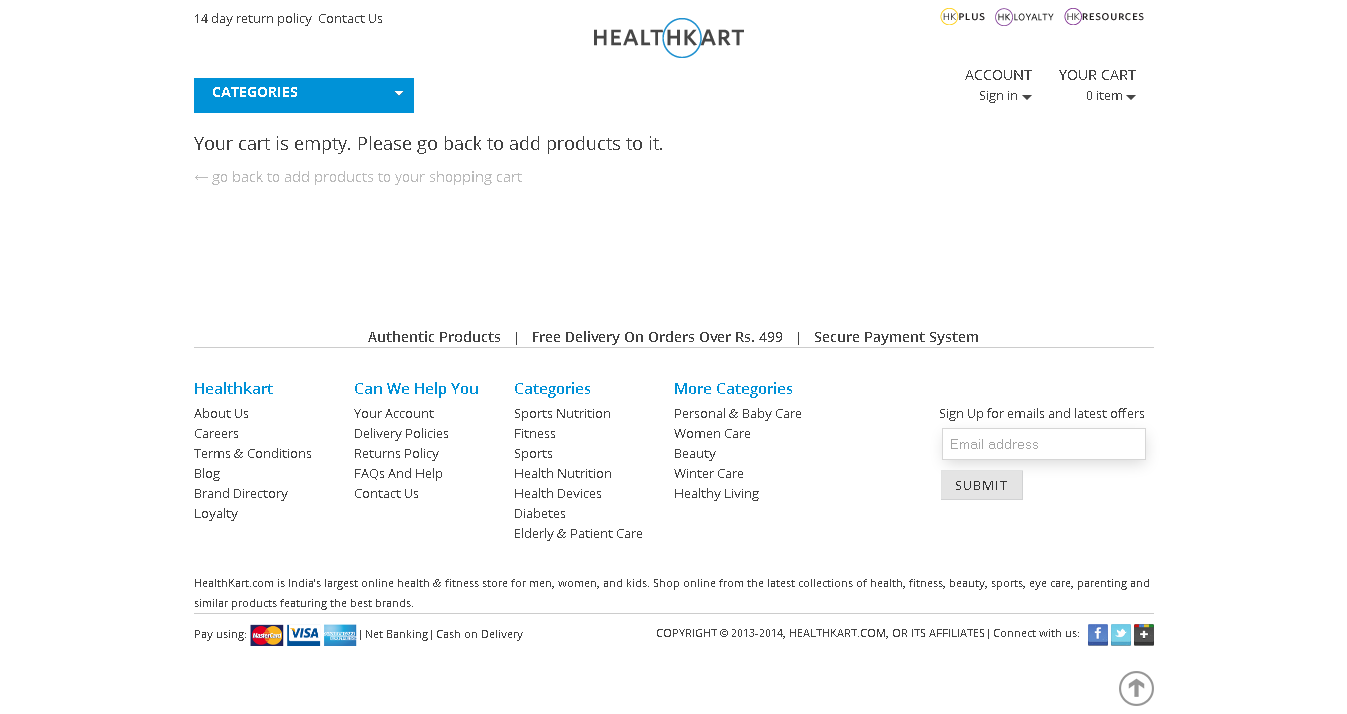 14 day return policy Contact Us
HEALTHKART
HKPLUS HKLOYALTY HKRESOURCES
ACCOUNT YOUR CART
CATEGORIES
Sign in 0 item
Your cart is empty. Please go back to add products to it.
← go back to add products to your shopping cart
Authentic Products | Free Delivery On Orders Over Rs. 499 | Secure Payment System
Healthkart
About Us
Careers
Terms & Conditions
Blog
Brand Directory
Loyalty
Can We Help You
Your Account
Delivery Policies
Returns Policy
FAQs And Help
Contact Us
Categories
Sports Nutrition
Fitness
Sports
Health Nutrition
Health Devices
Diabetes
Elderly & Patient Care
More Categories
Personal & Baby Care
Women Care
Beauty
Winter Care
Healthy Living
Sign Up for emails and latest offers
Email address
SUBMIT
HealthKart.com is India's largest online health & fitness store for men, women, and kids. Shop online from the latest collections of health, fitness, beauty, sports, eye care, parenting and
similar products featuring the best brands.
Pay using: MasterCard VISA AMERICAN EXPRESS | Net Banking | Cash on Delivery
COPYRIGHT © 2013-2014, HEALTHKART.COM, OR ITS AFFILIATES | Connect with us: